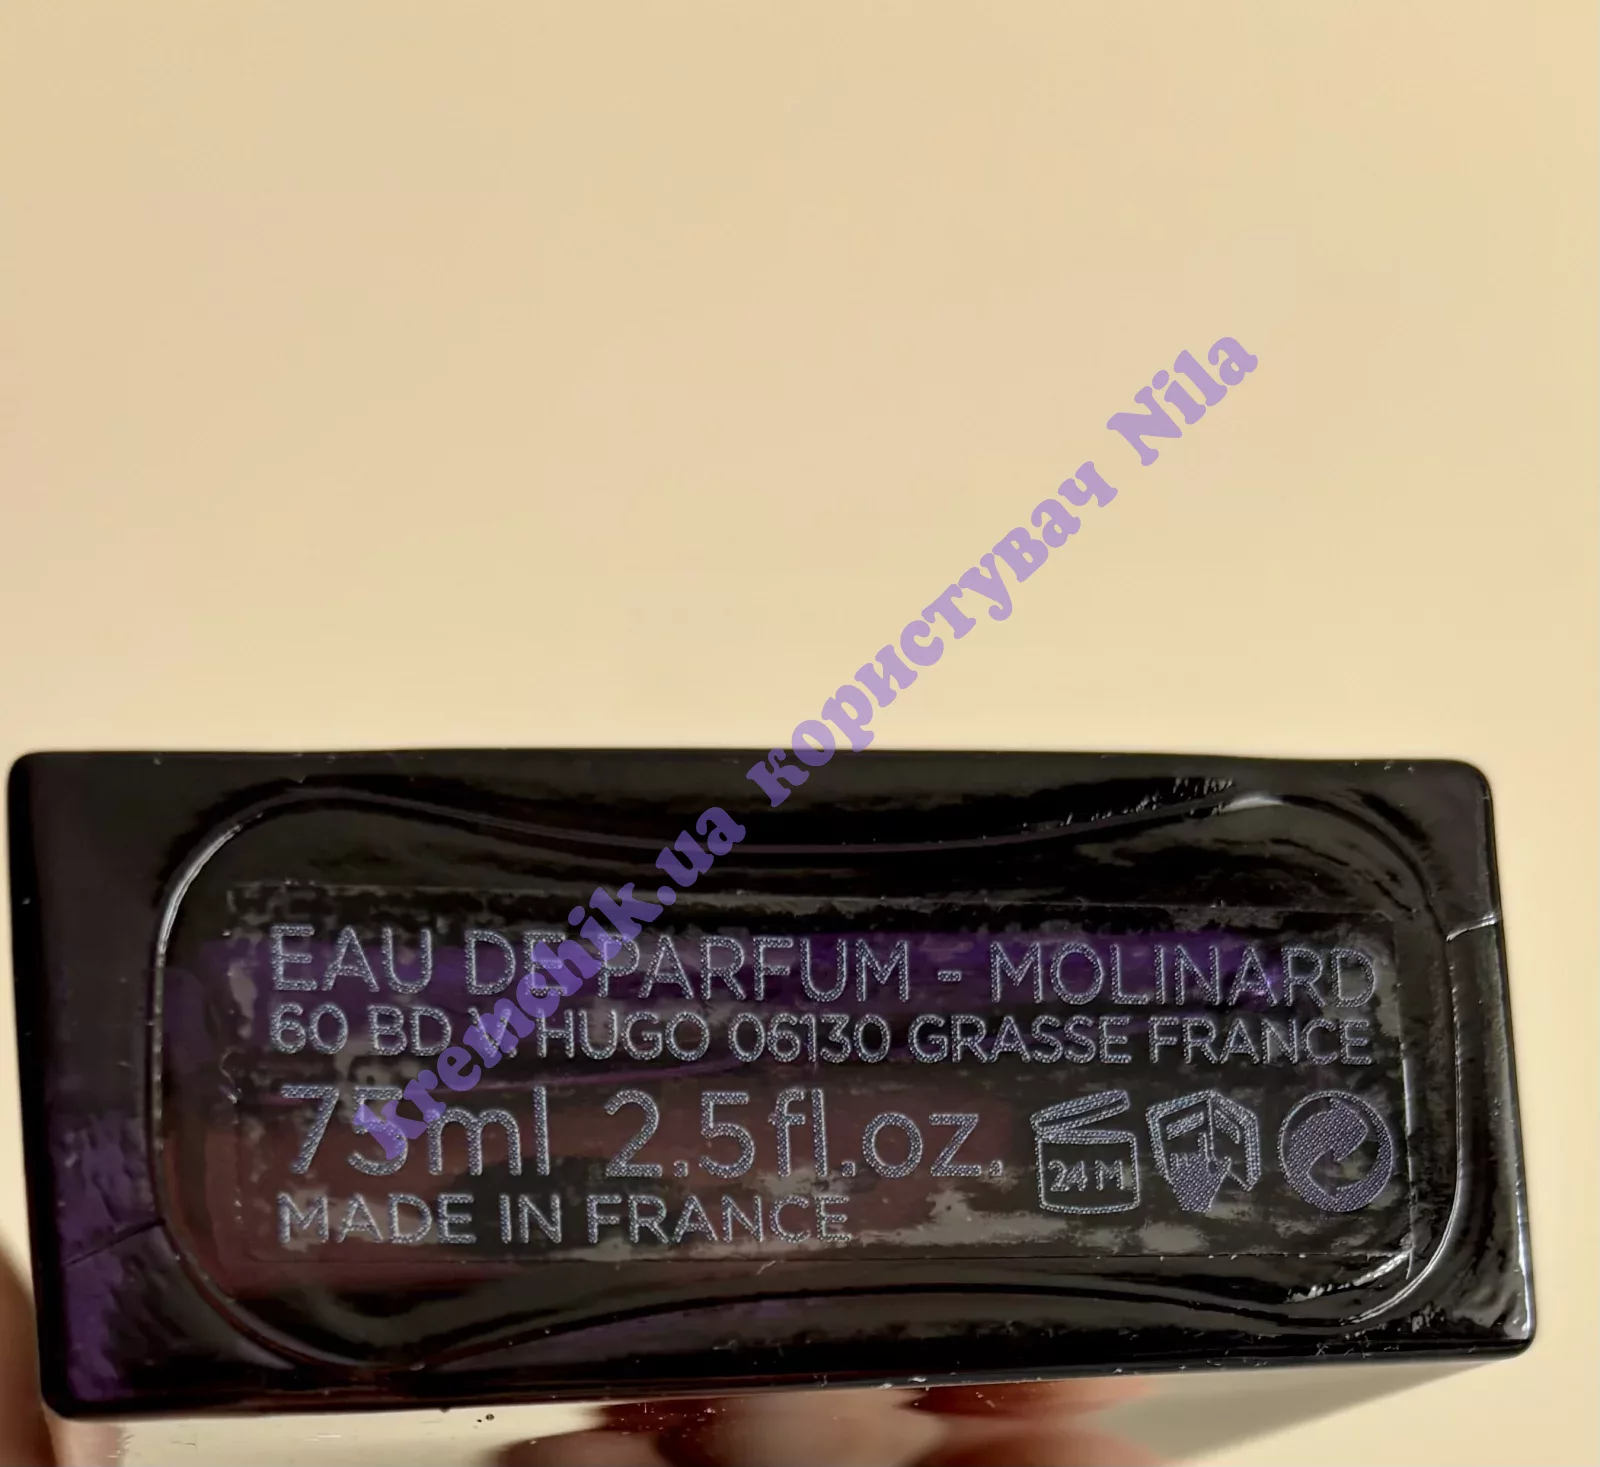 kremchik.ua користувач Nila
EAU DE PARFUM - MOLINARD
60 BD V HUGO 06130 GRASSE FRANCE
75ml 2.5fl.oz.
24 M
MADE IN FRANCE